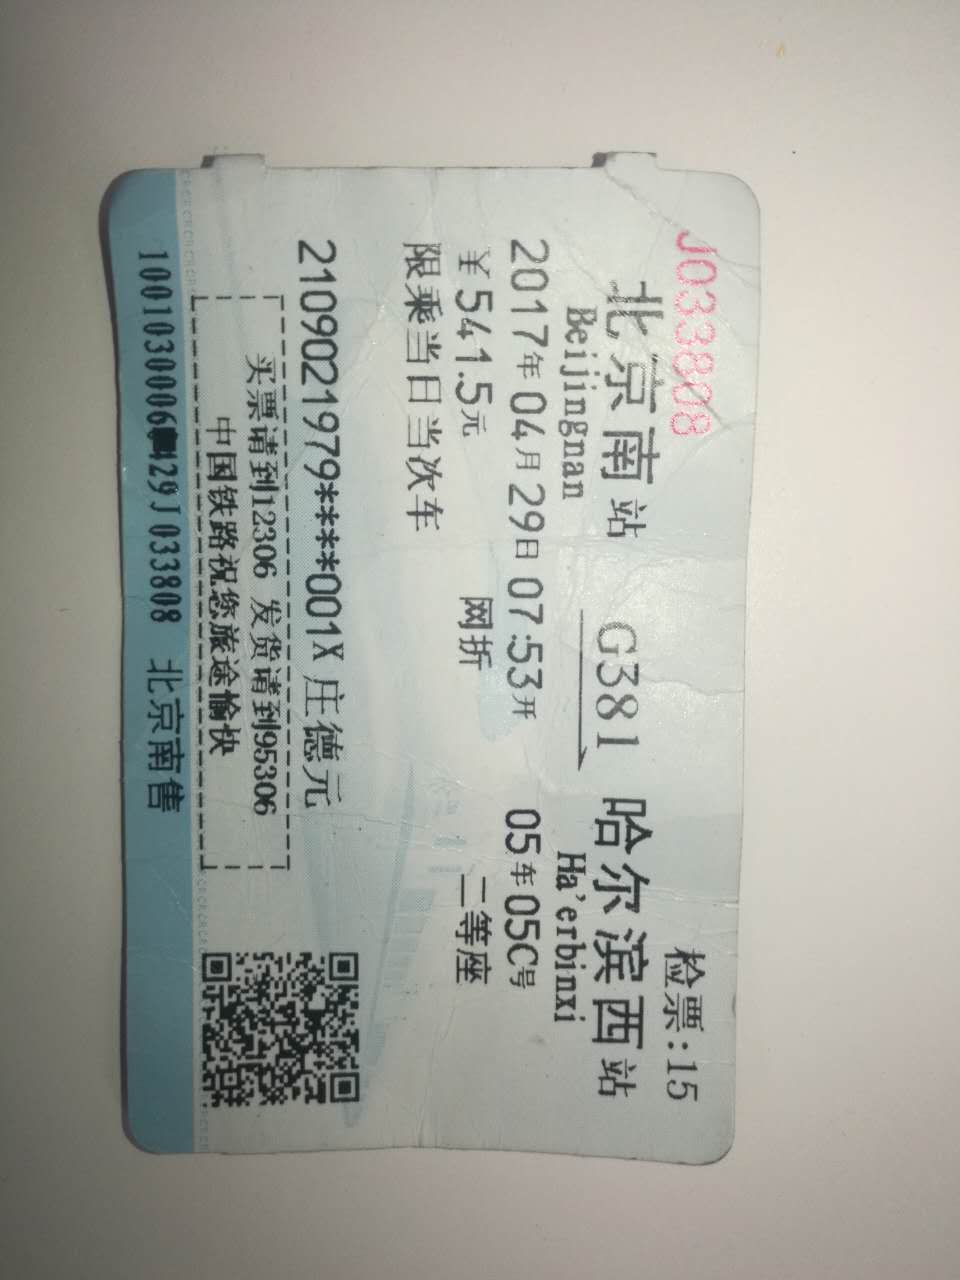 J033808 检票:15
北京南站 G381 哈尔滨西站
Beijingnan Ha'erbinxi
2017年04月29日07:53开 05车05C号
￥541.5元 网折 二等座
限乘当日当次车
2109021979****001X 庄德元
买票请到12306 发货请到95306
中国铁路祝您旅途愉快
J033808 北京南售